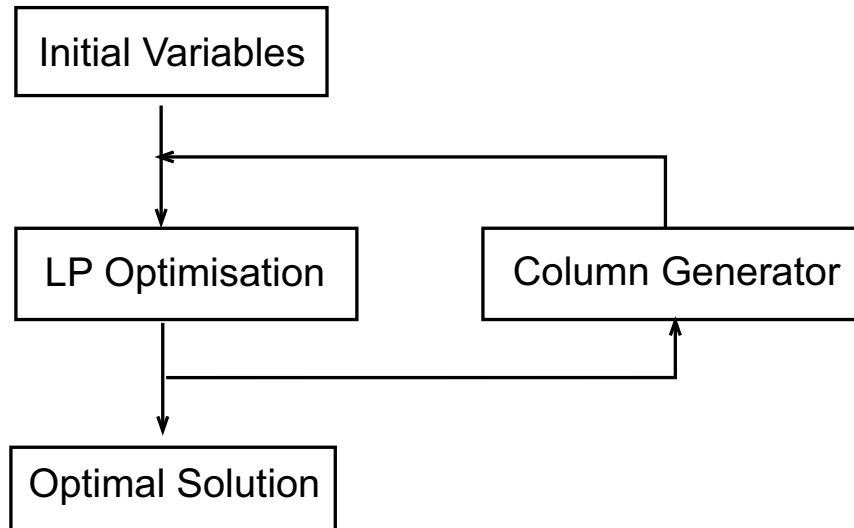 Initial Variables
LP Optimisation
Column Generator
Optimal Solution